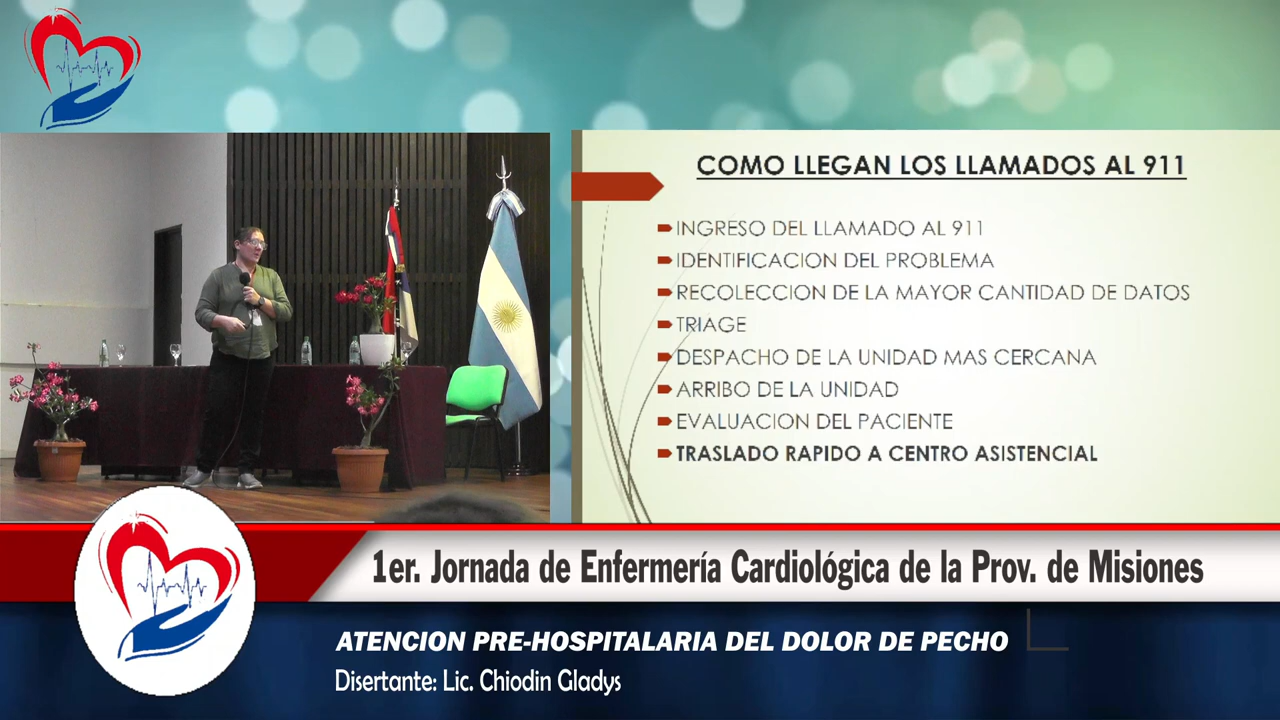 COMO LLEGAN LOS LLAMADOS AL 911
INGRESO DEL LLAMADO AL 911
IDENTIFICACION DEL PROBLEMA
RECOLECCION DE LA MAYOR CANTIDAD DE DATOS
TRIAGE
DESPACHO DE LA UNIDAD MAS CERCANA
ARRIBO DE LA UNIDAD
EVALUACION DEL PACIENTE
TRASLADO RAPIDO A CENTRO ASISTENCIAL
1er. Jornada de Enfermería Cardiológica de la Prov. de Misiones
ATENCION PRE-HOSPITALARIA DEL DOLOR DE PECHO
Disertante: Lic. Chiodin Gladys